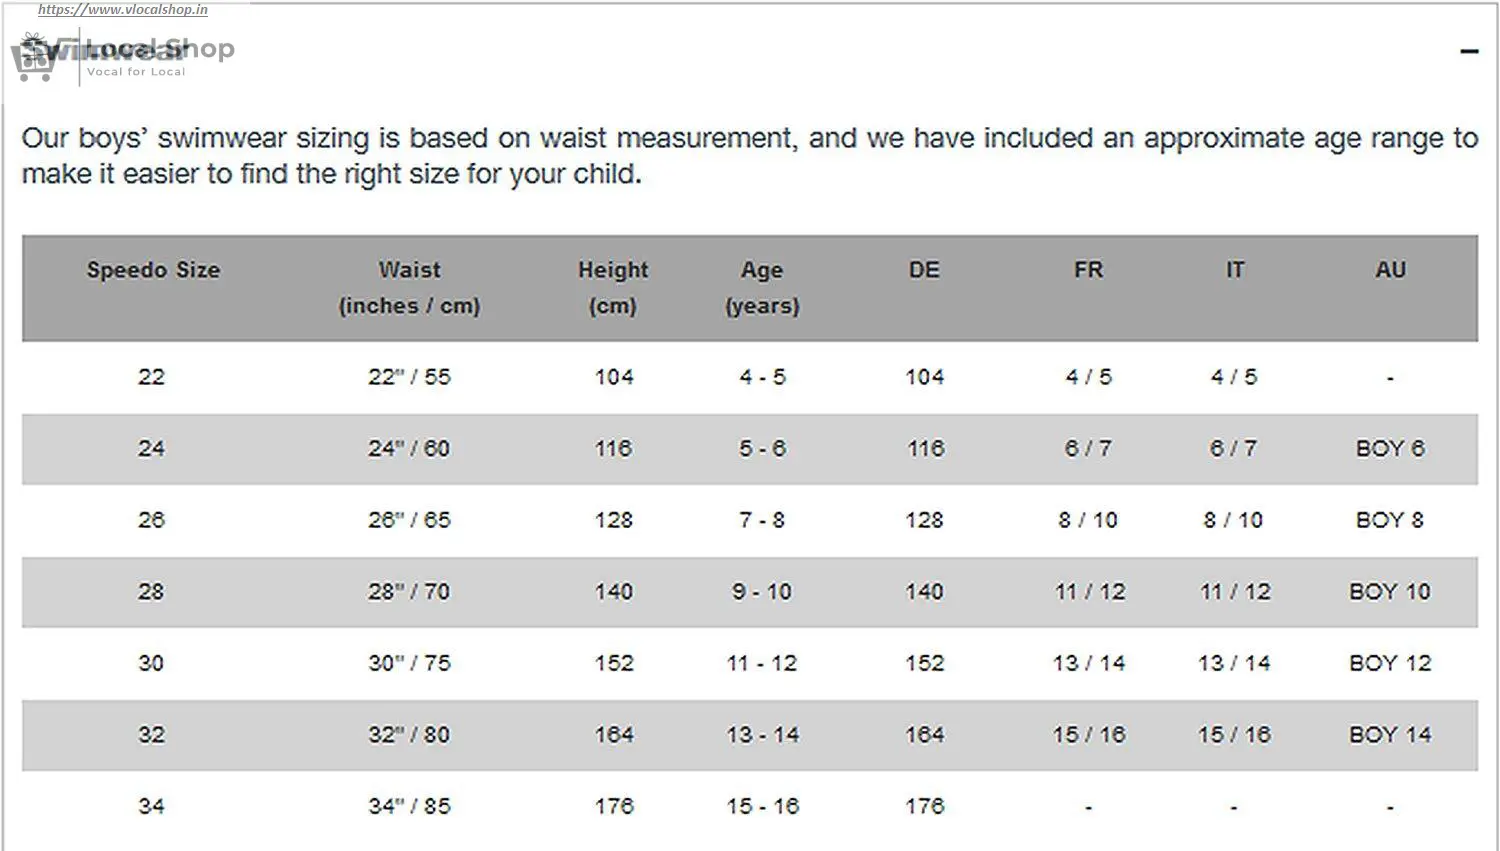 https://www.vlocalshop.in
Swimwear
Local Shop
Vocal for Local
Our boys’ swimwear sizing is based on waist measurement, and we have included an approximate age range to
make it easier to find the right size for your child.
Speedo Size Waist Height Age DE FR IT AU
(inches / cm) (cm) (years)
22 22" / 55 104 4 - 5 104 4 / 5 4 / 5 -
24 24" / 60 116 5 - 6 116 6 / 7 6 / 7 BOY 6
26 26" / 65 128 7 - 8 128 8 / 10 8 / 10 BOY 8
28 28" / 70 140 9 - 10 140 11 / 12 11 / 12 BOY 10
30 30" / 75 152 11 - 12 152 13 / 14 13 / 14 BOY 12
32 32" / 80 164 13 - 14 164 15 / 16 15 / 16 BOY 14
34 34" / 85 176 15 - 16 176 - - -